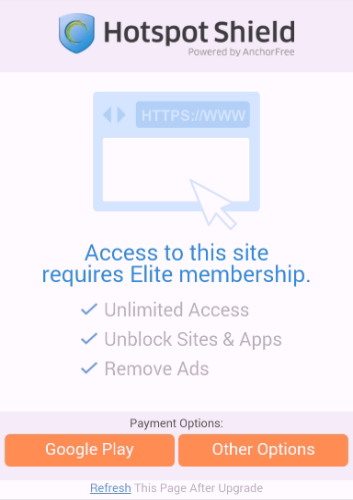 Hotspot Shield
Powered by AnchorFree
HTTPS://WWW
Access to this site
requires Elite membership.
Unlimited Access
Unblock Sites & Apps
Remove Ads
Payment Options:
Google Play Other Options
Refresh This Page After Upgrade